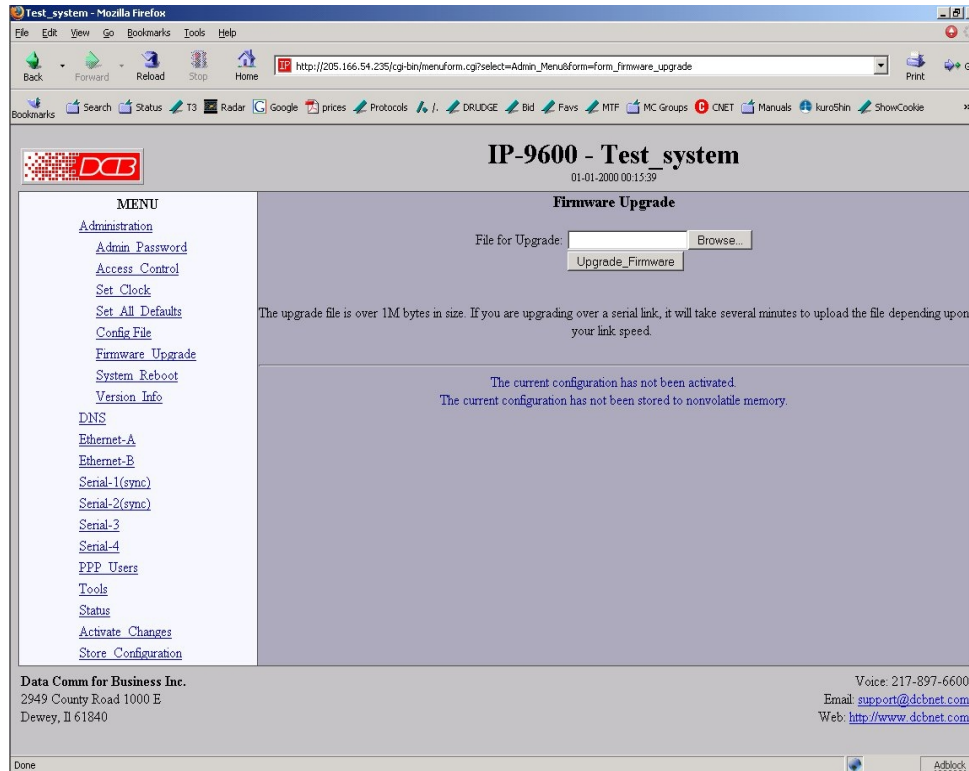 Test_system - Mozilla Firefox
File Edit View Go Bookmarks Tools Help
Back Forward Reload Stop Home
IP http://205.166.54.235/cgi-bin/menuform.cgi?select=Admin_Menu&form=form_firmware_upgrade
Print G
Bookmarks Search Status T3 Radar Google prices Protocols /. DRUDGE Bid Favs MTF MC Groups CNET Manuals kuro5hin ShowCookie
DCB
IP-9600 - Test_system
01-01-2000 00:15:39
MENU
Administration
Admin Password
Access Control
Set Clock
Set All Defaults
Config File
Firmware Upgrade
System Reboot
Version Info
DNS
Ethernet-A
Ethernet-B
Serial-1(sync)
Serial-2(sync)
Serial-3
Serial-4
PPP Users
Tools
Status
Activate Changes
Store Configuration
Firmware Upgrade
File for Upgrade: Browse...
Upgrade_Firmware
The upgrade file is over 1M bytes in size. If you are upgrading over a serial link, it will take several minutes to upload the file depending upon
your link speed.
The current configuration has not been activated.
The current configuration has not been stored to nonvolatile memory.
Data Comm for Business Inc.
2949 County Road 1000 E
Dewey, Il 61840
Voice: 217-897-6600
Email: support@dcbnet.com
Web: http://www.dcbnet.com
Done
Adblock